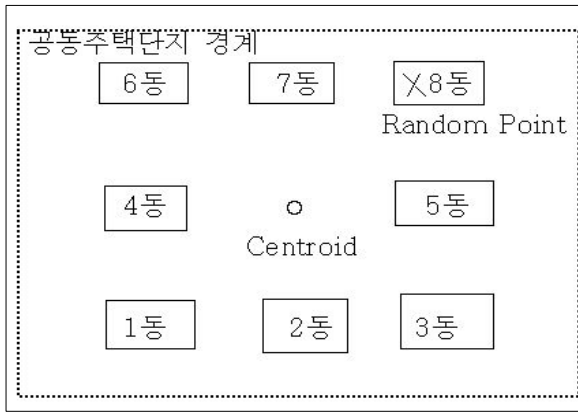 공동주택단지 경계
6동 7동 8동
Random Point
4동 5동
Centroid
1동 2동 3동